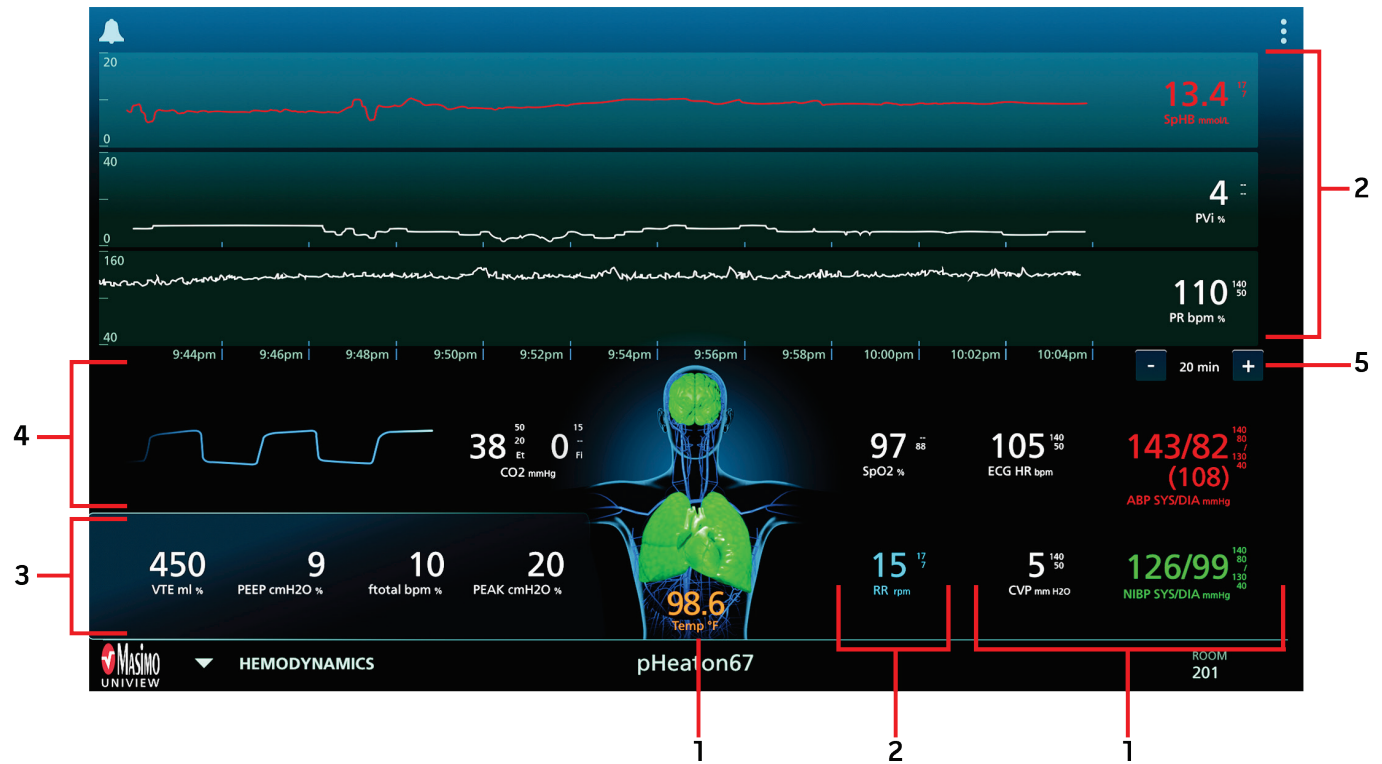 20
13.4 17 7
SpHB mmol/L
0
40
4 -- --
PVi %
0
2
160
110 140 50
PR bpm %
40
9:44pm 9:46pm 9:48pm 9:50pm 9:52pm 9:54pm 9:56pm 9:58pm 10:00pm 10:02pm 10:04pm
- 20 min +
5
4
38 50 20 Et 0 15 -- Fi
CO2 mmHg
97 -- 88
SpO2 %
105 140 50
ECG HR bpm
143/82 140 80 / 130 40
(108)
ABP SYS/DIA mmHg
3
450
VTE ml %
9
PEEP cmH2O %
10
ftotal bpm %
20
PEAK cmH2O %
98.6
Temp °F
15 17 7
RR rpm
5 140 50
CVP mm H2O
126/99 140 80 / 130 40
NIBP SYS/DIA mmHg
Masimo
UNIVIEW
HEMODYNAMICS
pHeaton67
ROOM
201
1
2
1